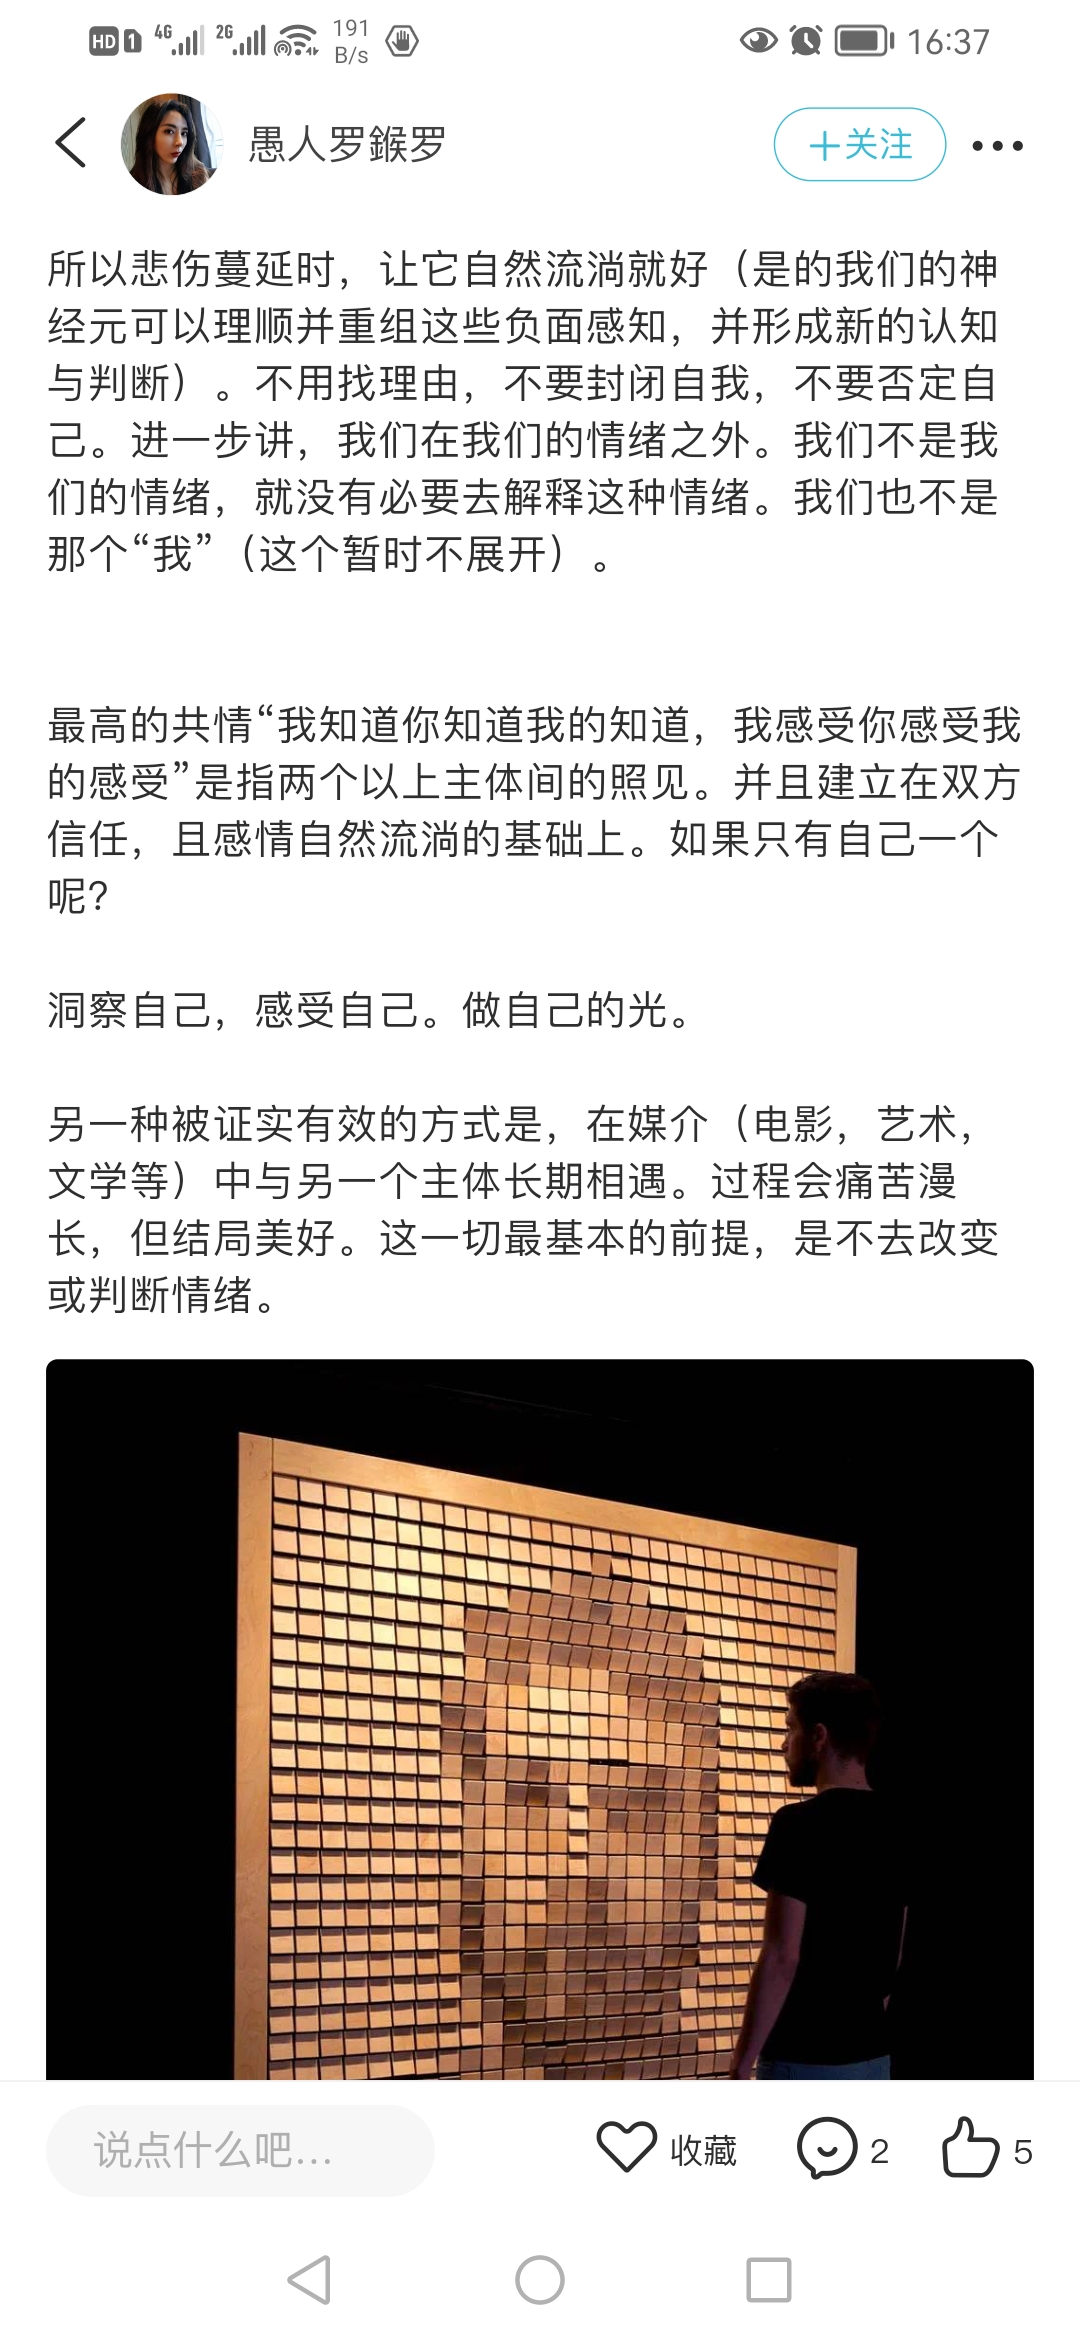 HD 1 4G 2G 191 B/s 16:37
愚人罗鍭罗 +关注
所以悲伤蔓延时，让它自然流淌就好（是的我们的神
经元可以理顺并重组这些负面感知，并形成新的认知
与判断）。不用找理由，不要封闭自我，不要否定自
己。进一步讲，我们在我们的情绪之外。我们不是我
们的情绪，就没有必要去解释这种情绪。我们也不是
那个“我”（这个暂时不展开）。
最高的共情“我知道你知道我的知道，我感受你感受我
的感受”是指两个以上主体间的照见。并且建立在双方
信任，且感情自然流淌的基础上。如果只有自己一个
呢？
洞察自己，感受自己。做自己的光。
另一种被证实有效的方式是，在媒介（电影，艺术，
文学等）中与另一个主体长期相遇。过程会痛苦漫
长，但结局美好。这一切最基本的前提，是不去改变
或判断情绪。
说点什么吧... 收藏 2 5